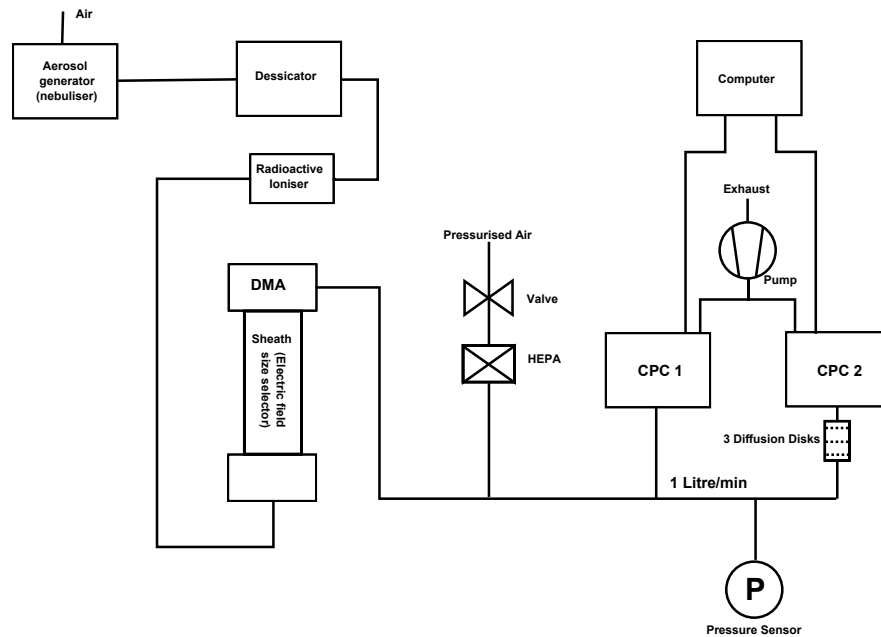 Air
Aerosol
generator
(nebuliser)
Dessicator
Radioactive
Ioniser
DMA
Sheath
(Electric field
size selector)
Pressurised Air
Valve
HEPA
Computer
Exhaust
Pump
CPC 1
CPC 2
3 Diffusion Disks
1 Litre/min
P
Pressure Sensor